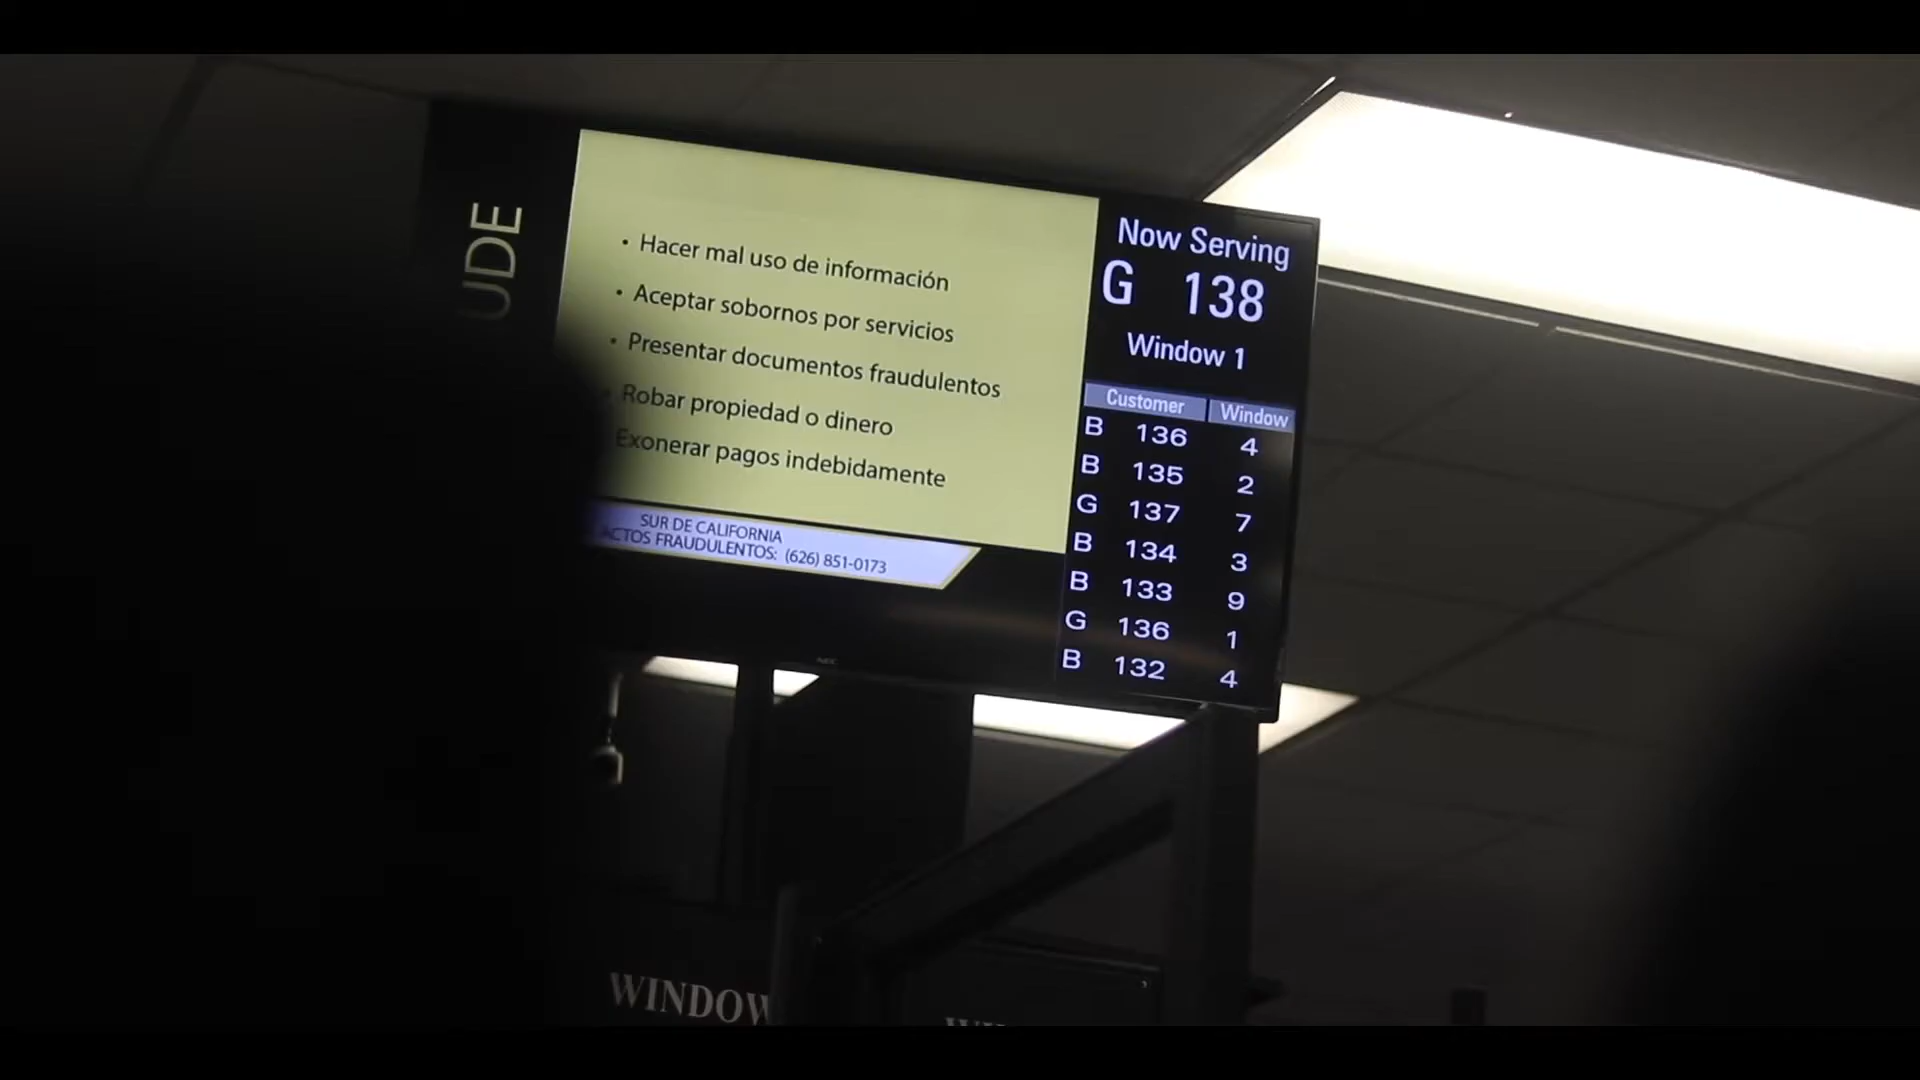 UDE
• Hacer mal uso de información
• Aceptar sobornos por servicios
• Presentar documentos fraudulentos
• Robar propiedad o dinero
Exonerar pagos indebidamente
SUR DE CALIFORNIA
ACTOS FRAUDULENTOS: (626) 851-0173
Now Serving
G 138
Window 1
Customer Window
B 136 4
B 135 2
G 137 7
B 134 3
B 133 9
G 136 1
B 132 4
NEC
WINDOW